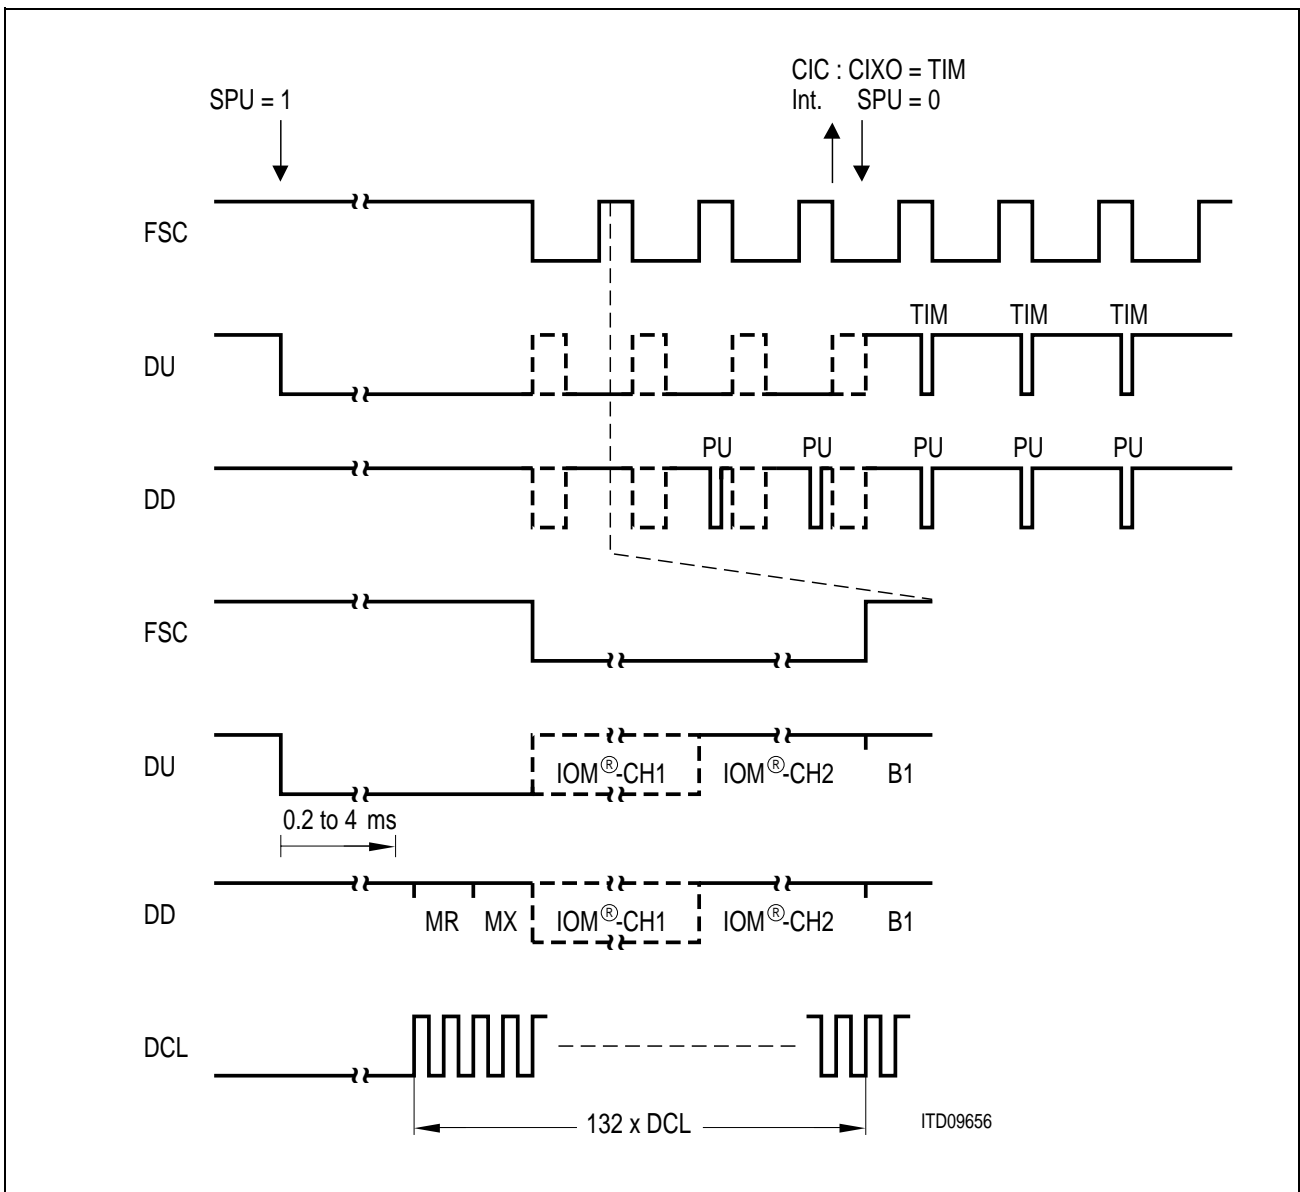 CIC : CIXO = TIM
SPU = 1
Int. SPU = 0
FSC
TIM TIM TIM
DU
PU PU PU PU PU
DD
FSC
DU
IOM®-CH1 IOM®-CH2 B1
0.2 to 4 ms
DD
MR MX IOM®-CH1 IOM®-CH2 B1
DCL
132 x DCL
ITD09656